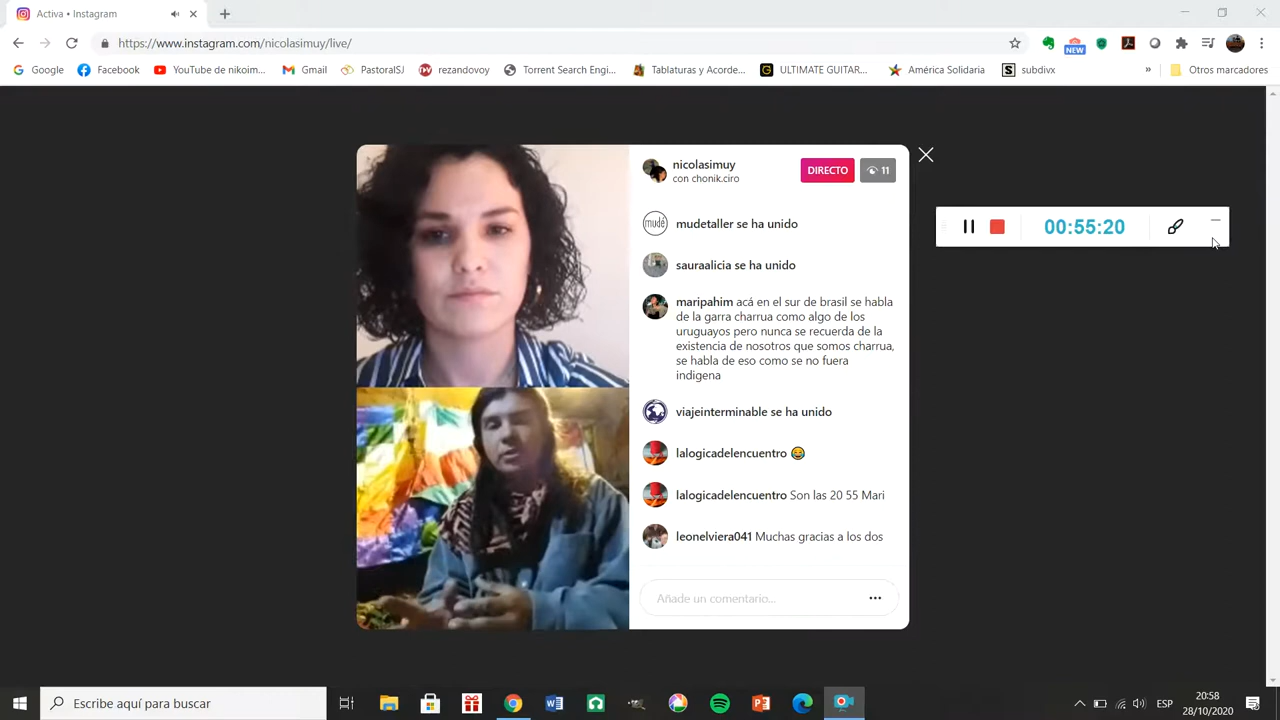 Activa • Instagram
https://www.instagram.com/nicolasimuy/live/
NEW
Google
Facebook
YouTube de nikoim...
Gmail
PastoralSJ
rezandovoy
Torrent Search Engi...
Tablaturas y Acorde...
ULTIMATE GUITAR...
América Solidaria
subdivx
»
Otros marcadores
nicolasimuy
con chonik.ciro
DIRECTO
11
mudé
mudetaller se ha unido
sauraalicia se ha unido
maripahim acá en el sur de brasil se habla
de la garra charrua como algo de los
uruguayos pero nunca se recuerda de la
existencia de nosotros que somos charrua,
se habla de eso como se no fuera
indigena
viajeinterminable se ha unido
lalogicadelencuentro 😂
lalogicadelencuentro Son las 20 55 Mari
leonelviera041 Muchas gracias a los dos
Añade un comentario...
00:55:20
Escribe aquí para buscar
ESP
20:58
28/10/2020